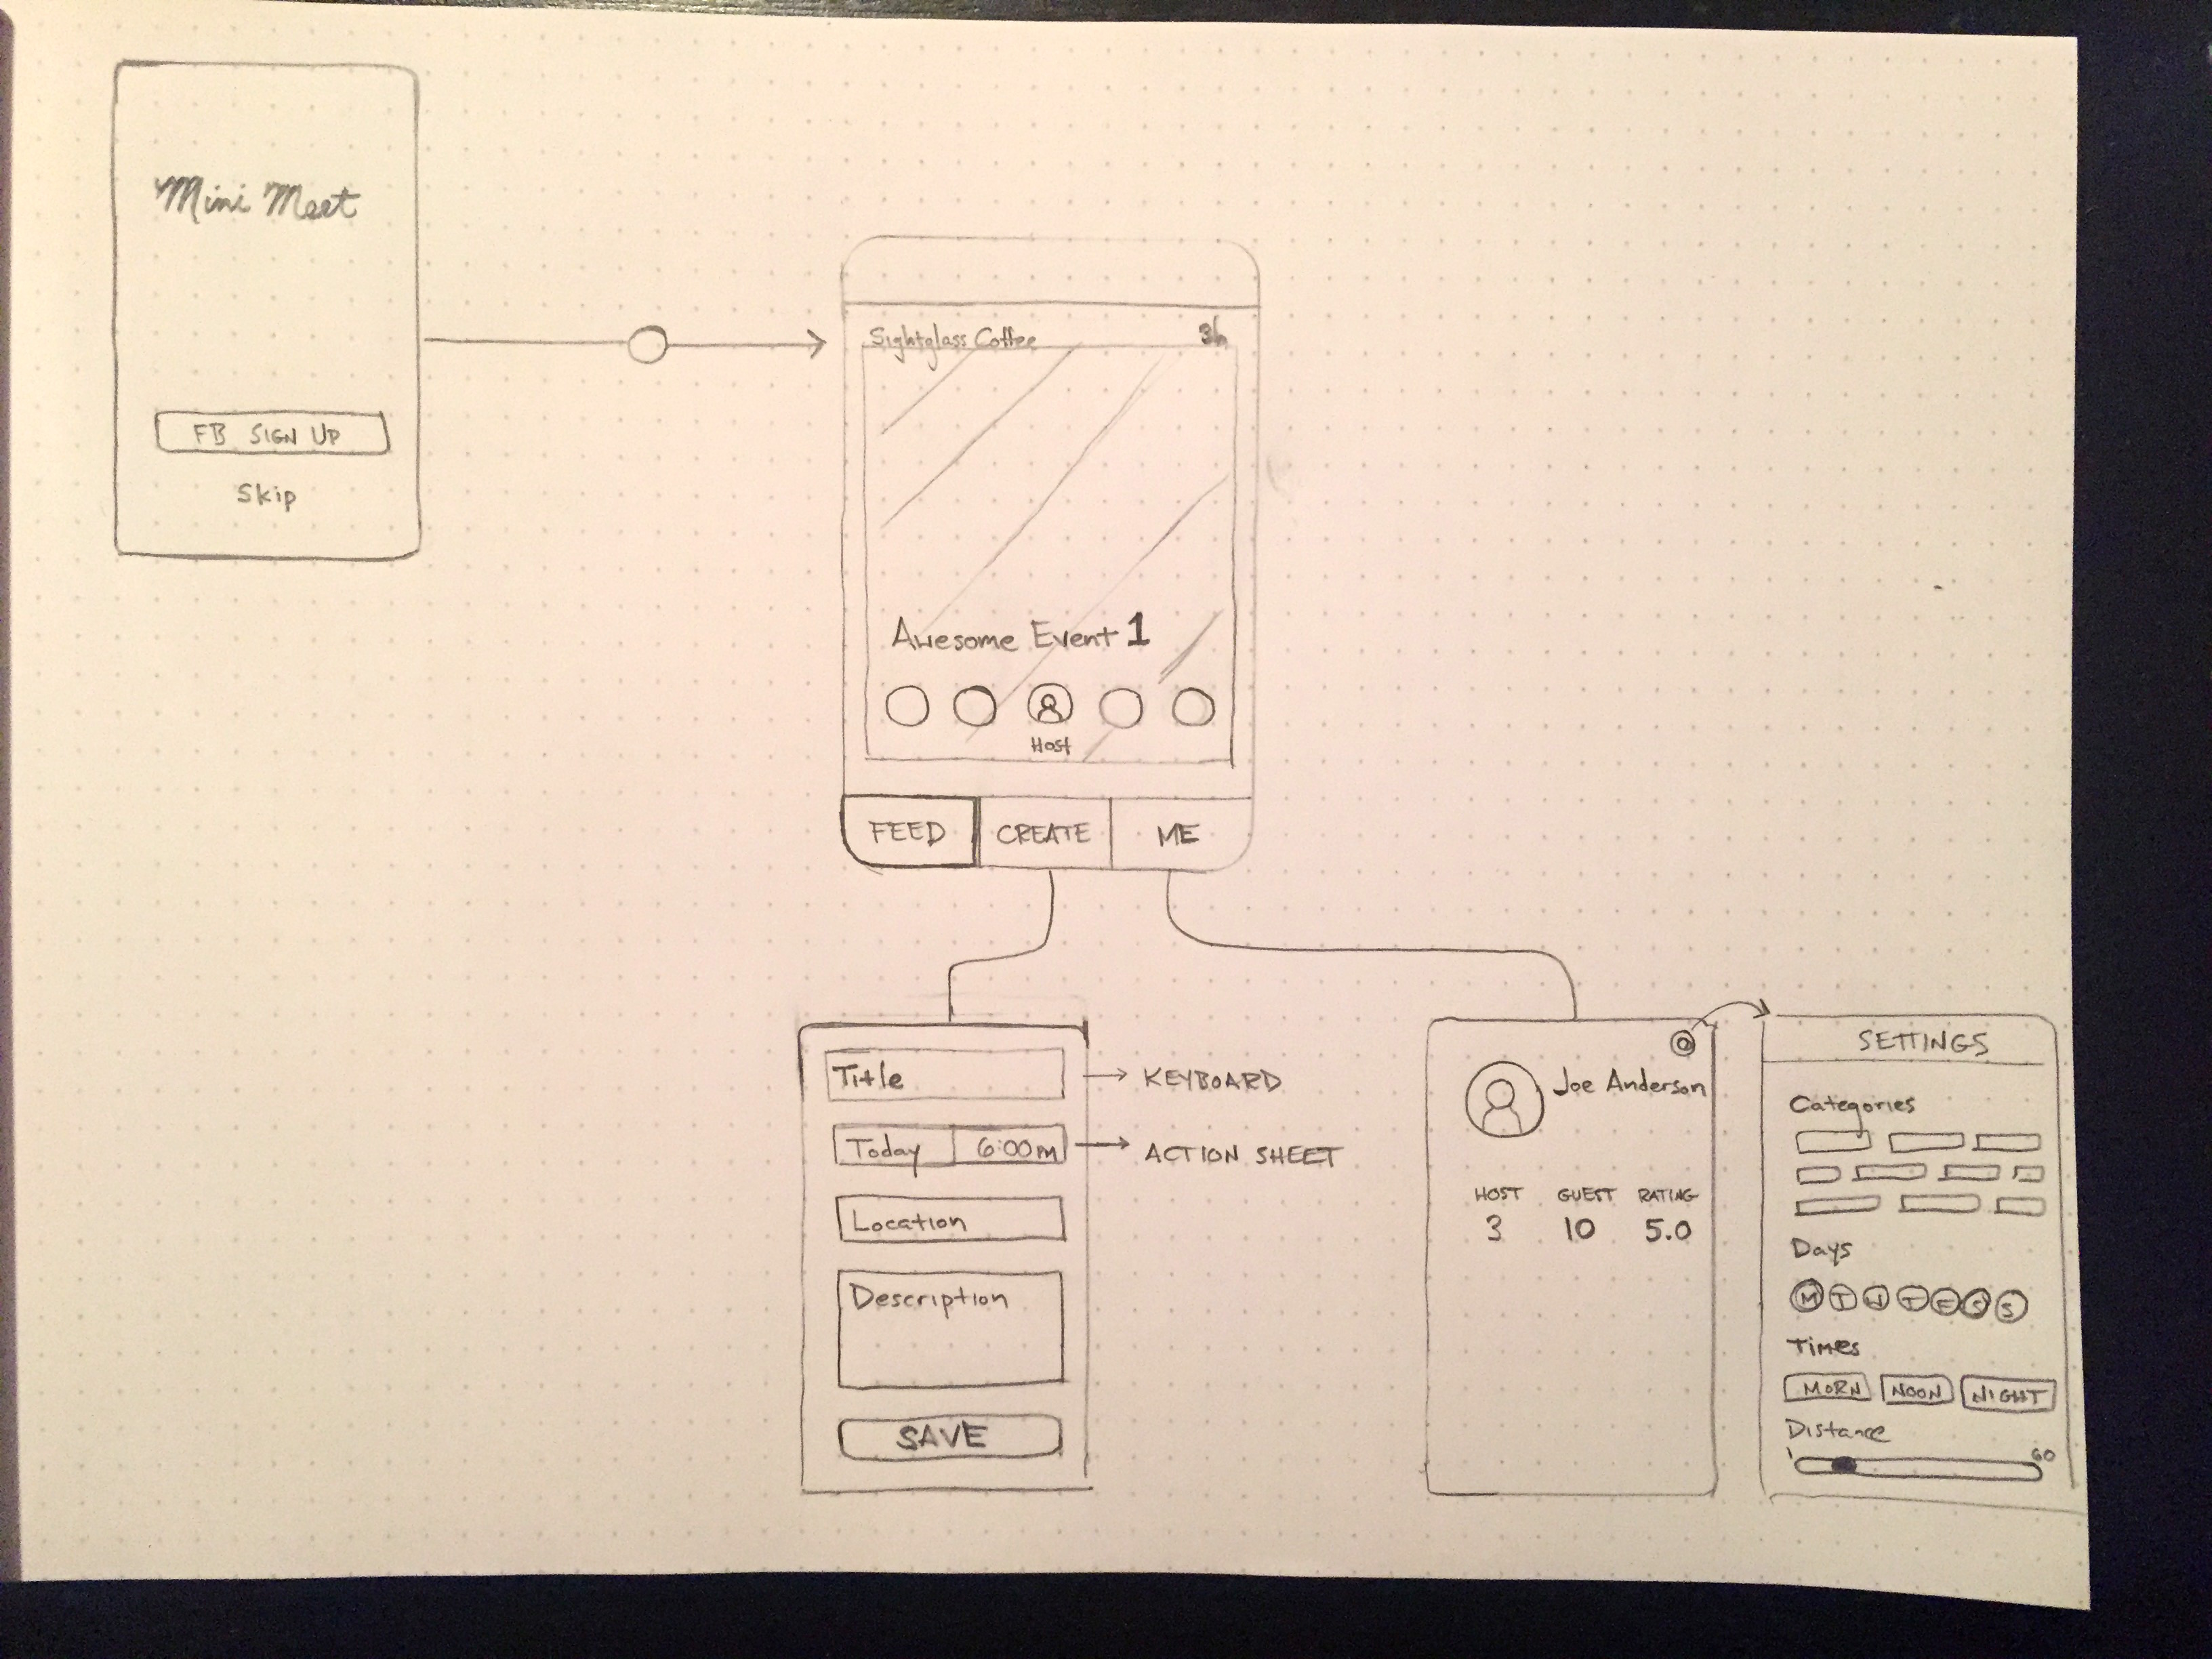 Mini Meet
FB SIGN UP
Skip
Sightglass Coffee 3h
Awesome Event 1
Host
FEED CREATE ME
Title
KEYBOARD
Today 6:00PM
ACTION SHEET
Location
Description
SAVE
Joe Anderson
HOST GUEST RATING
3 10 5.0
SETTINGS
Categories
Days
M T W T F S S
Times
MORN NOON NIGHT
Distance
1 60